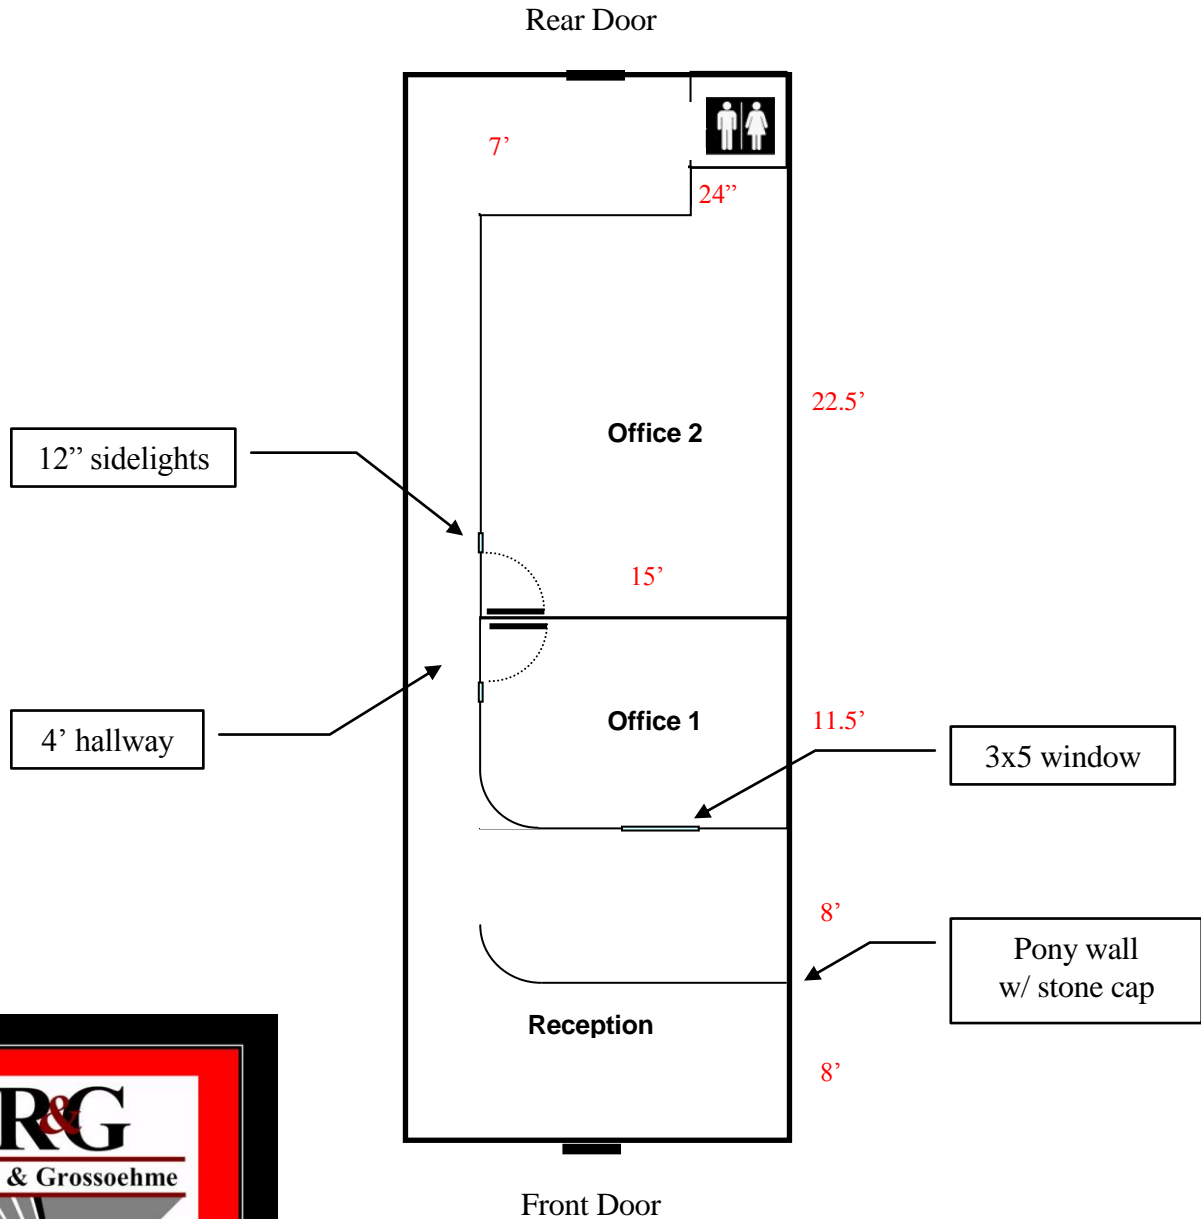 Rear Door
7’
24”
22.5’
Office 2
12” sidelights
15’
Office 1
11.5’
4’ hallway
3x5 window
8’
Pony wall
w/ stone cap
Reception
8’
R&G
& Grossoehme
Front Door